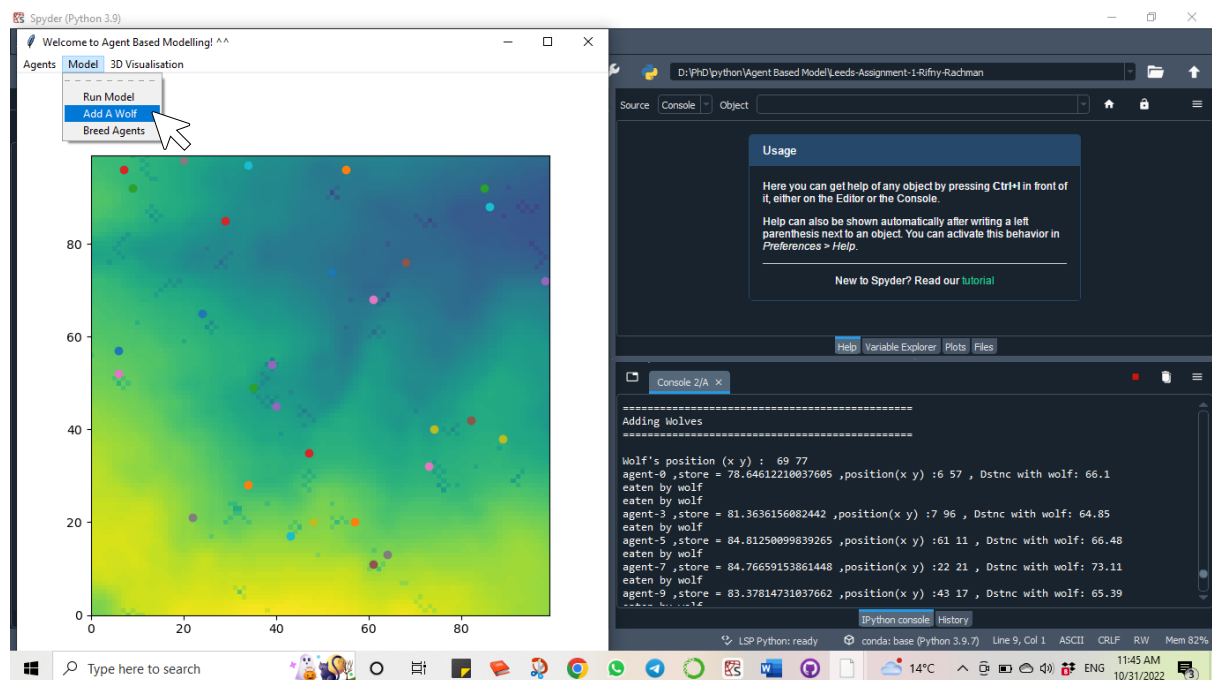 Spyder (Python 3.9)
Welcome to Agent Based Modelling! ^^
Agents Model 3D Visualisation
Run Model
Add A Wolf
Breed Agents
80
60
40
20
0
0 20 40 60 80
D:\PhD\python\Agent Based Model\Leeds-Assignment-1-Rifny-Rachman
Source Console Object
Usage
Here you can get help of any object by pressing Ctrl+I in front of
it, either on the Editor or the Console.
Help can also be shown automatically after writing a left
parenthesis next to an object. You can activate this behavior in
Preferences > Help.
New to Spyder? Read our tutorial
Help Variable Explorer Plots Files
Console 2/A ×
===============================================
Adding Wolves
===============================================
Wolf's position (x y) :  69 77
agent-0 ,store = 78.64612210037605 ,position(x y) :6 57 , Dstnc with wolf: 66.1
eaten by wolf
eaten by wolf
agent-3 ,store = 81.3636156082442 ,position(x y) :7 96 , Dstnc with wolf: 64.85
eaten by wolf
agent-5 ,store = 84.81250099839265 ,position(x y) :61 11 , Dstnc with wolf: 66.48
eaten by wolf
agent-7 ,store = 84.76659153861448 ,position(x y) :22 21 , Dstnc with wolf: 73.11
eaten by wolf
agent-9 ,store = 83.37814731037662 ,position(x y) :43 17 , Dstnc with wolf: 65.39
IPython console History
LSP Python: ready conda: base (Python 3.9.7) Line 9, Col 1 ASCII CRLF RW Mem 82%
Type here to search
14°C ENG 11:45 AM
10/31/2022
3